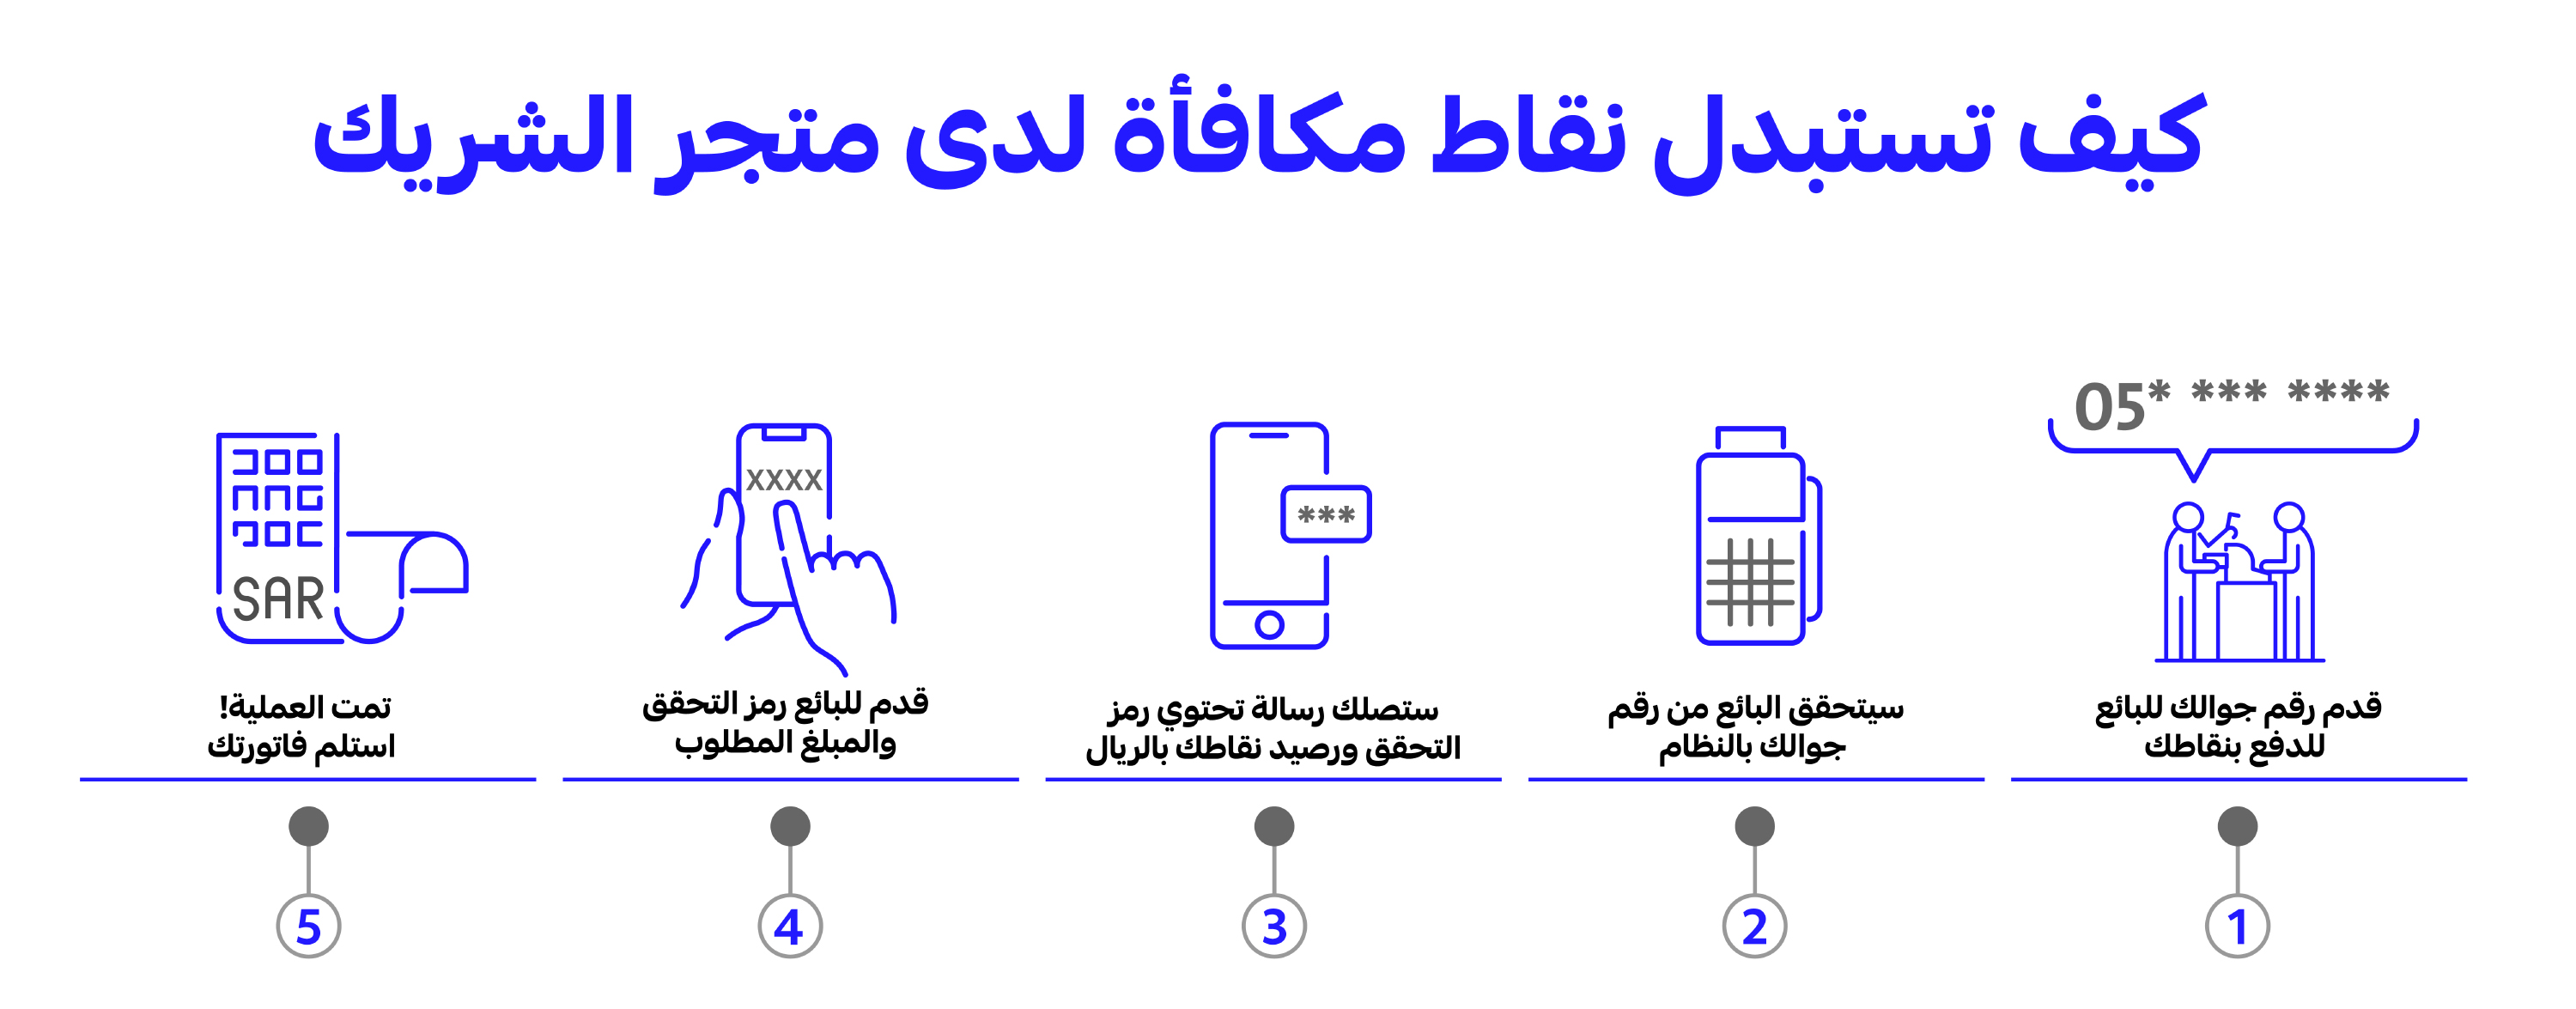 كيف تستبدل نقاط مكافأة لدى متجر الشريك
05* *** ****
قدم رقم جوالك للبائع
للدفع بنقاطك
1
سيتحقق البائع من رقم
جوالك بالنظام
2
***
ستصلك رسالة تحتوي رمز
التحقق ورصيد نقاطك بالريال
3
XXXX
قدم للبائع رمز التحقق
والمبلغ المطلوب
4
SAR
تمت العملية!
استلم فاتورتك
5